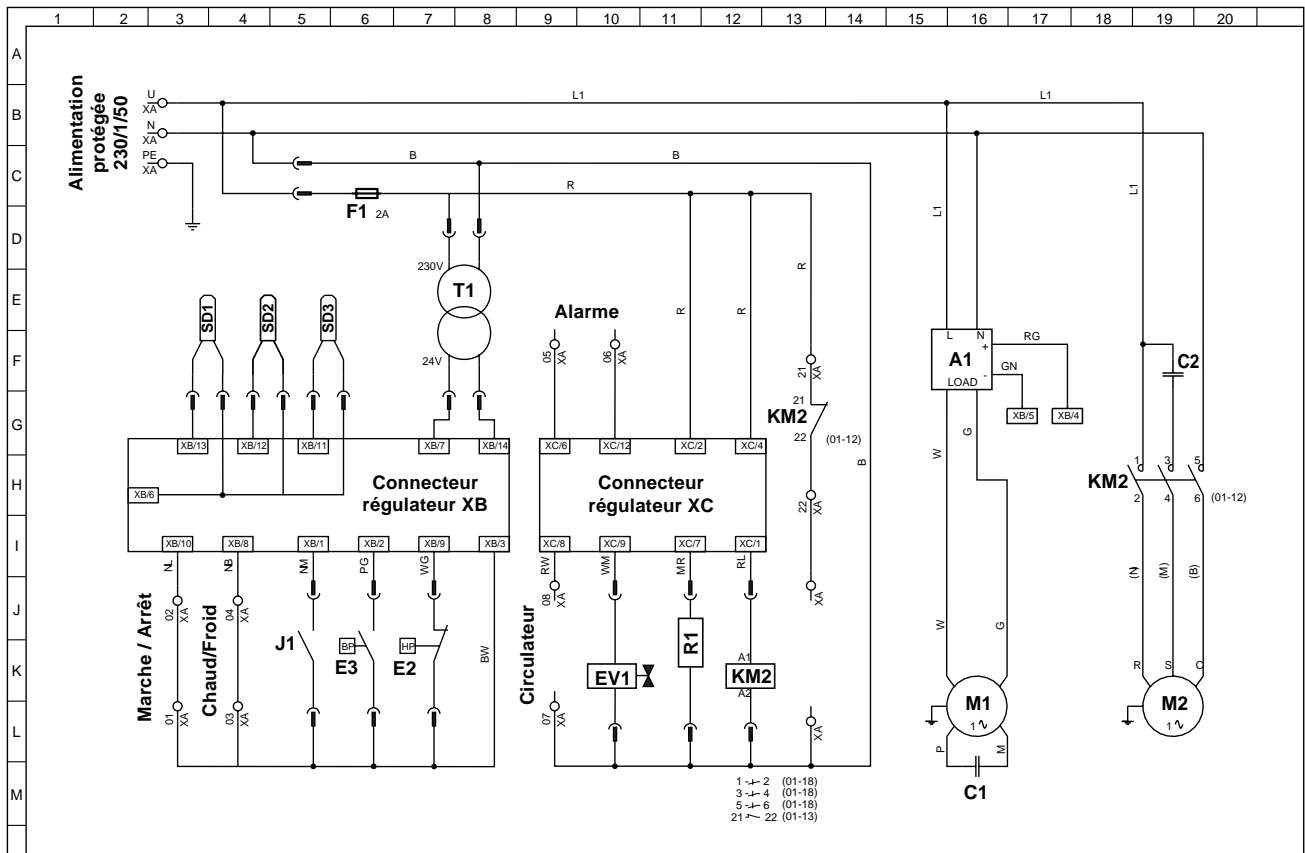 1 2 3 4 5 6 7 8 9 10 11 12 13 14 15 16 17 18 19 20
A
B
C
D
E
F
G
H
I
J
K
L
M
Alimentation
protégée
230/1/50
U
XA
N
XA
PE
XA
L1
L1
B
B
R
F1 2A
L1
R
R
R
230V
T1
24V
SD1
SD2
SD3
Alarme
05
XA
06
XA
21
XA
21
KM2
22
(01-12)
22
XA
B
L N
+
A1
-
LOAD
RG
GN
XB/5
XB/4
C2
W
G
XB/13
XB/12
XB/11
XB/7
XB/14
XB/6
Connecteur
régulateur XB
XB/10
XB/8
XB/1
XB/2
XB/9
XB/3
XC/6
XC/12
XC/2
XC/4
Connecteur
régulateur XC
XC/8
XC/9
XC/7
XC/1
1 3 5
KM2
2 4 6
(01-12)
NL
NB
NM
PG
WG
BW
RW
WM
MR
RL
(N)
(M)
(B)
02
XA
04
XA
08
XA
XA
Marche / Arrêt
Chaud/Froid
J1
BP
E3
HP
E2
Circulateur
EV1
R1
A1
KM2
A2
W
G
M1
1
R S C
M2
1
01
XA
03
XA
07
XA
XA
P
M
C1
1 2 (01-18)
3 4 (01-18)
5 6 (01-18)
21 22 (01-13)